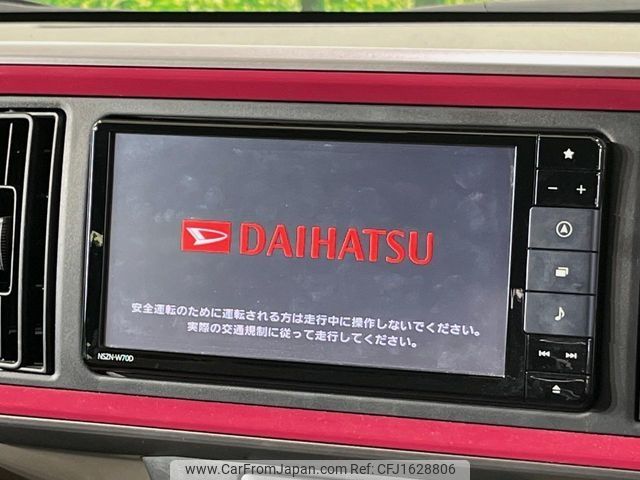 DAIHATSU
安全運転のために運転される方は走行中に操作しないでください。
実際の交通規制に従って走行してください。
NSZN-W70D
www.CarFromJapan.com CFJ1628806